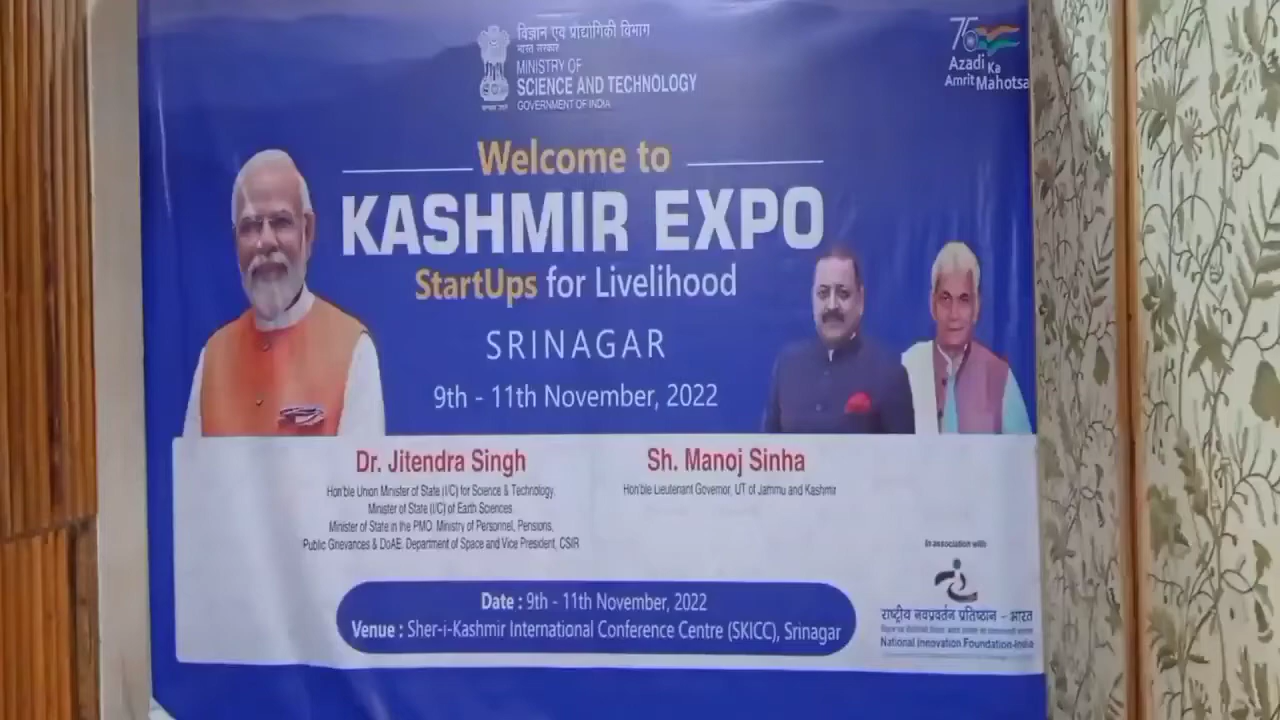 विज्ञान एवं प्रौद्योगिकी विभाग
भारत सरकार
MINISTRY OF
SCIENCE AND TECHNOLOGY
GOVERNMENT OF INDIA
75
Azadi Ka
Amrit Mahotsa
Welcome to
KASHMIR EXPO
StartUps for Livelihood
SRINAGAR
9th - 11th November, 2022
Dr. Jitendra Singh
Hon'ble Union Minister of State (I/C) for Science & Technology,
Minister of State (I/C) of Earth Sciences
Minister of State in the PMO Ministry of Personnel, Pensions,
Public Grievances & DoAE, Department of Space and Vice President, CSIR
Sh. Manoj Sinha
Hon'ble Lieutenant Governor, UT of Jammu and Kashmir
Date : 9th - 11th November, 2022
Venue : Sher-i-Kashmir International Conference Centre (SKICC), Srinagar
In association with
राष्ट्रीय नवप्रवर्तन प्रतिष्ठान - भारत
National Innovation Foundation-India